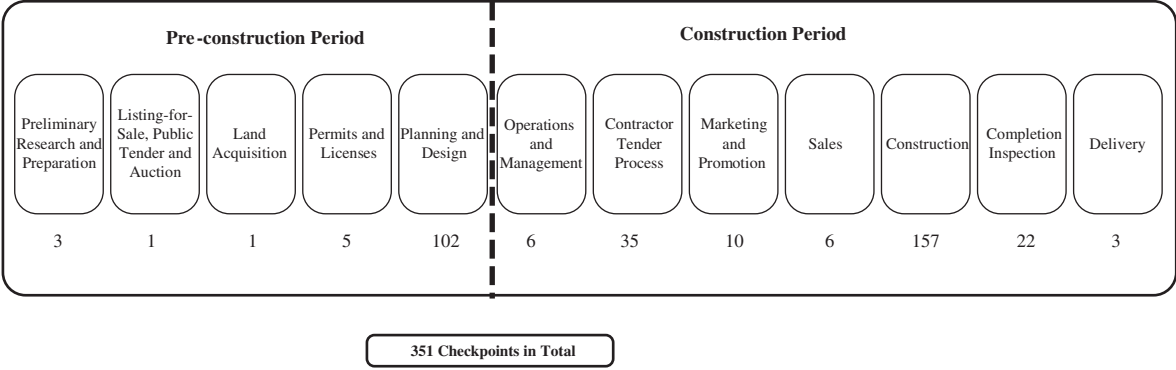 Pre-construction Period
Construction Period
Preliminary
Research and
Preparation
Listing-for-
Sale, Public
Tender and
Auction
Land
Acquisition
Permits and
Licenses
Planning and
Design
Operations
and
Management
Contractor
Tender
Process
Marketing
and
Promotion
Sales
Construction
Completion
Inspection
Delivery
3
1
1
5
102
6
35
10
6
157
22
3
351 Checkpoints in Total